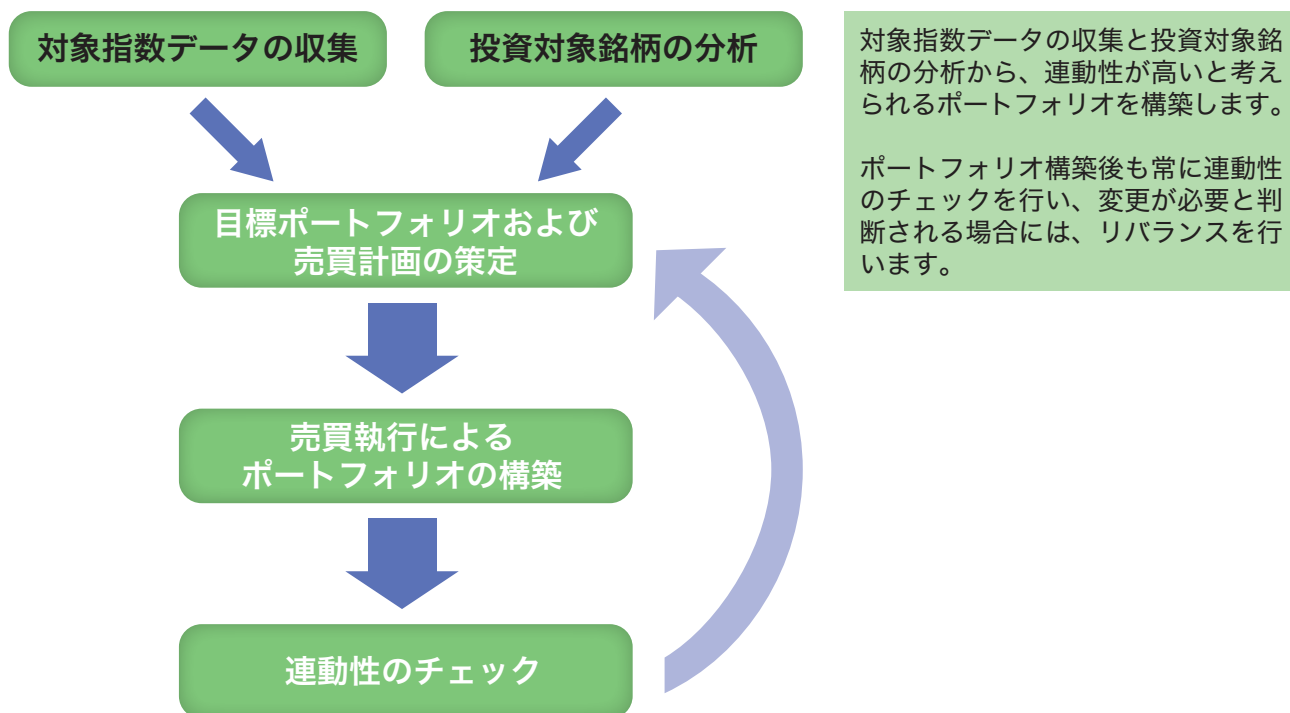 対象指数データの収集
投資対象銘柄の分析
目標ポートフォリオおよび
売買計画の策定
売買執行による
ポートフォリオの構築
連動性のチェック
対象指数データの収集と投資対象銘
柄の分析から、連動性が高いと考え
られるポートフォリオを構築します。
ポートフォリオ構築後も常に連動性
のチェックを行い、変更が必要と判
断される場合には、リバランスを行
います。